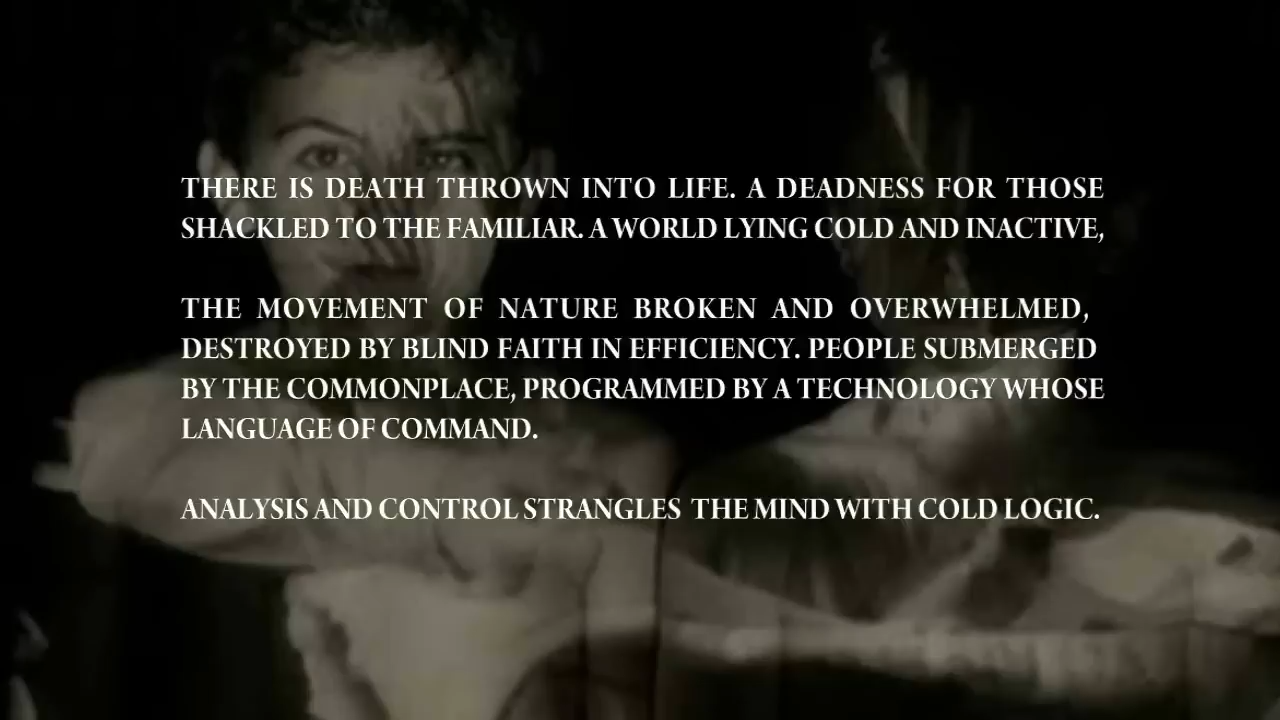 THERE IS DEATH THROWN INTO LIFE. A DEADNESS FOR THOSE
SHACKLED TO THE FAMILIAR. A WORLD LYING COLD AND INACTIVE,
THE MOVEMENT OF NATURE BROKEN AND OVERWHELMED,
DESTROYED BY BLIND FAITH IN EFFICIENCY. PEOPLE SUBMERGED
BY THE COMMONPLACE, PROGRAMMED BY A TECHNOLOGY WHOSE
LANGUAGE OF COMMAND.
ANALYSIS AND CONTROL STRANGLES THE MIND WITH COLD LOGIC.